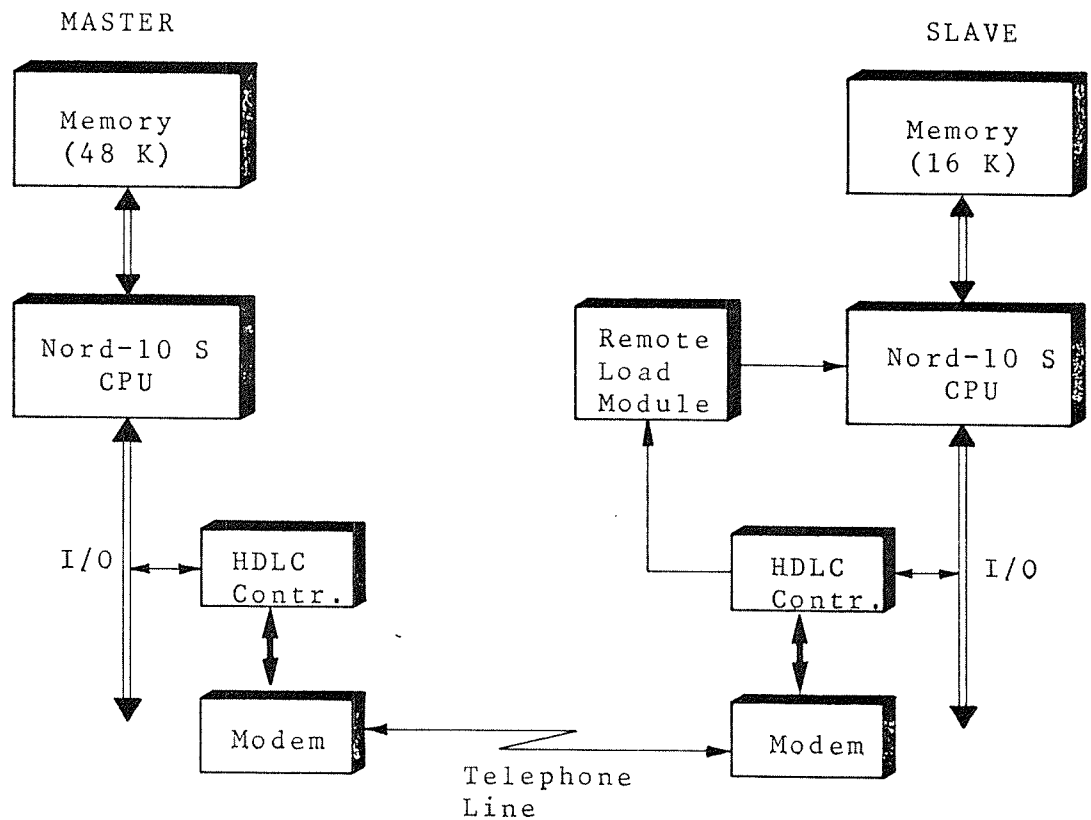 MASTER
SLAVE
Memory
(48 K)
Memory
(16 K)
Nord-10 S
CPU
Remote
Load
Module
Nord-10 S
CPU
I/O
HDLC
Contr.
HDLC
Contr.
I/O
Modem
Modem
Telephone
Line